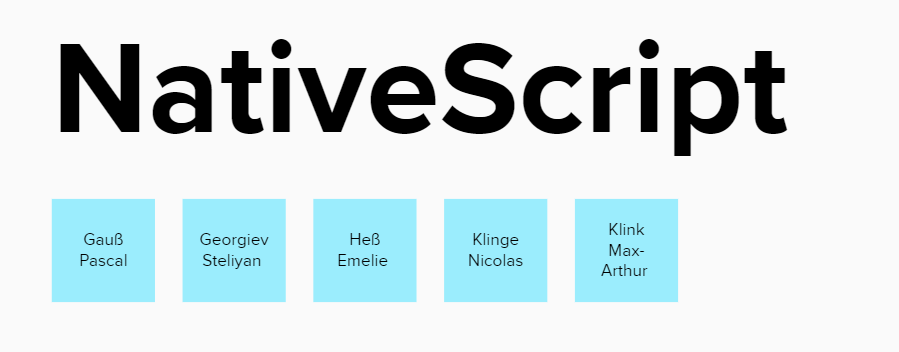 NativeScript
Gauß
Pascal
Georgiev
Steliyan
Heß
Emelie
Klinge
Nicolas
Klink
Max-
Arthur